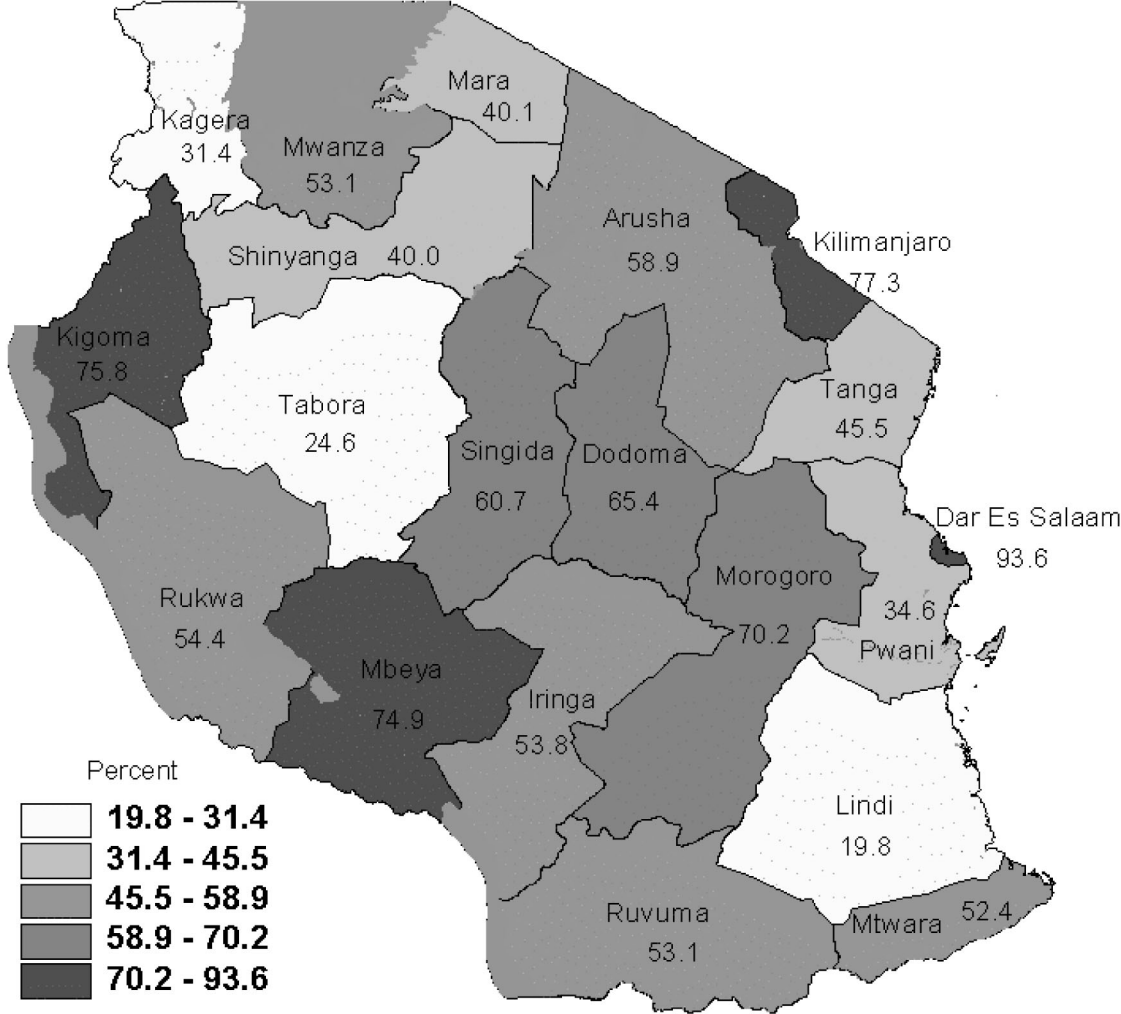 Mara
40.1
Kagera
31.4
Mwanza
53.1
Arusha
58.9
Kilimanjaro
77.3
Shinyanga 40.0
Kigoma
75.8
Tabora
24.6
Tanga
45.5
Singida
60.7
Dodoma
65.4
Dar Es Salaam
93.6
Morogoro
70.2
34.6
Pwani
Rukwa
54.4
Mbeya
74.9
Iringa
53.8
Lindi
19.8
Ruvuma
53.1
Mtwara 52.4
Percent
19.8 - 31.4
31.4 - 45.5
45.5 - 58.9
58.9 - 70.2
70.2 - 93.6